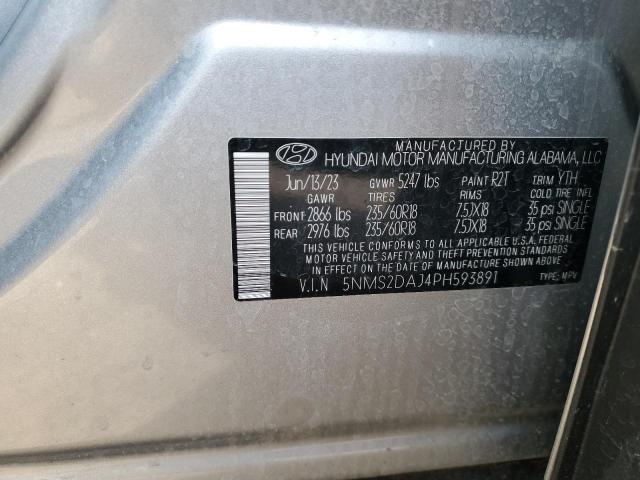 MANUFACTURED BY
HYUNDAI MOTOR MANUFACTURING ALABAMA, LLC
Jun/13/23 GVWR 5247 lbs PAINT R2T TRIM YTH
GAWR TIRES RIMS COLD TIRE INFL
FRONT 2866 lbs 235/60R18 7.5JX18 35 psi SINGLE
REAR 2976 lbs 235/60R18 7.5JX18 35 psi SINGLE
THIS VEHICLE CONFORMS TO ALL APPLICABLE U.S.A. FEDERAL
MOTOR VEHICLE SAFETY AND THEFT PREVENTION STANDARDS
IN EFFECT ON THE DATE OF MANUFACTURE SHOWN ABOVE.
V.I.N 5NMS2DAJ4PH593891 TYPE: MPV